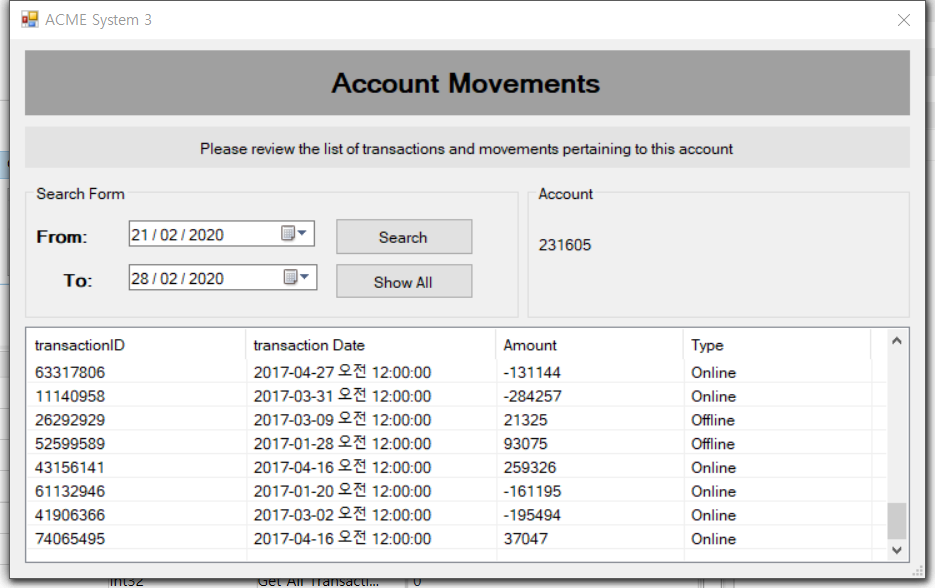 ACME System 3
Account Movements
Please review the list of transactions and movements pertaining to this account
Search Form
From: 21 / 02 / 2020 Search
To: 28 / 02 / 2020 Show All
Account
231605
transactionID transaction Date Amount Type
63317806 2017-04-27 오전 12:00:00 -131144 Online
11140958 2017-03-31 오전 12:00:00 -284257 Online
26292929 2017-03-09 오전 12:00:00 21325 Offline
52599589 2017-01-28 오전 12:00:00 93075 Offline
43156141 2017-04-16 오전 12:00:00 259326 Online
61132946 2017-01-20 오전 12:00:00 -161195 Online
41906366 2017-03-02 오전 12:00:00 -195494 Online
74065495 2017-04-16 오전 12:00:00 37047 Online
Int32 Get All Transacti... 0